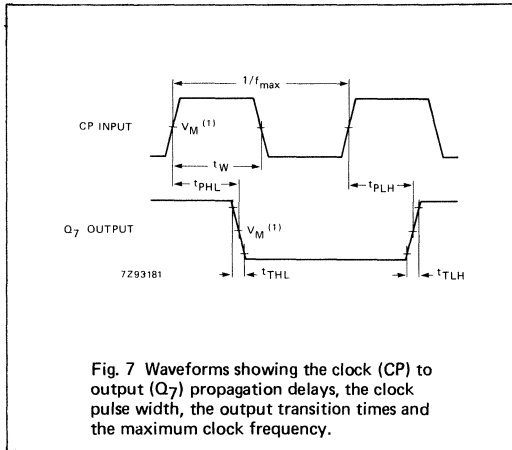 1/fmax
CP INPUT
VM (1)
tW
tPHL
tPLH
Q7 OUTPUT
VM (1)
7Z93181
tTHL
tTLH
Fig. 7 Waveforms showing the clock (CP) to
output (Q7) propagation delays, the clock
pulse width, the output transition times and
the maximum clock frequency.